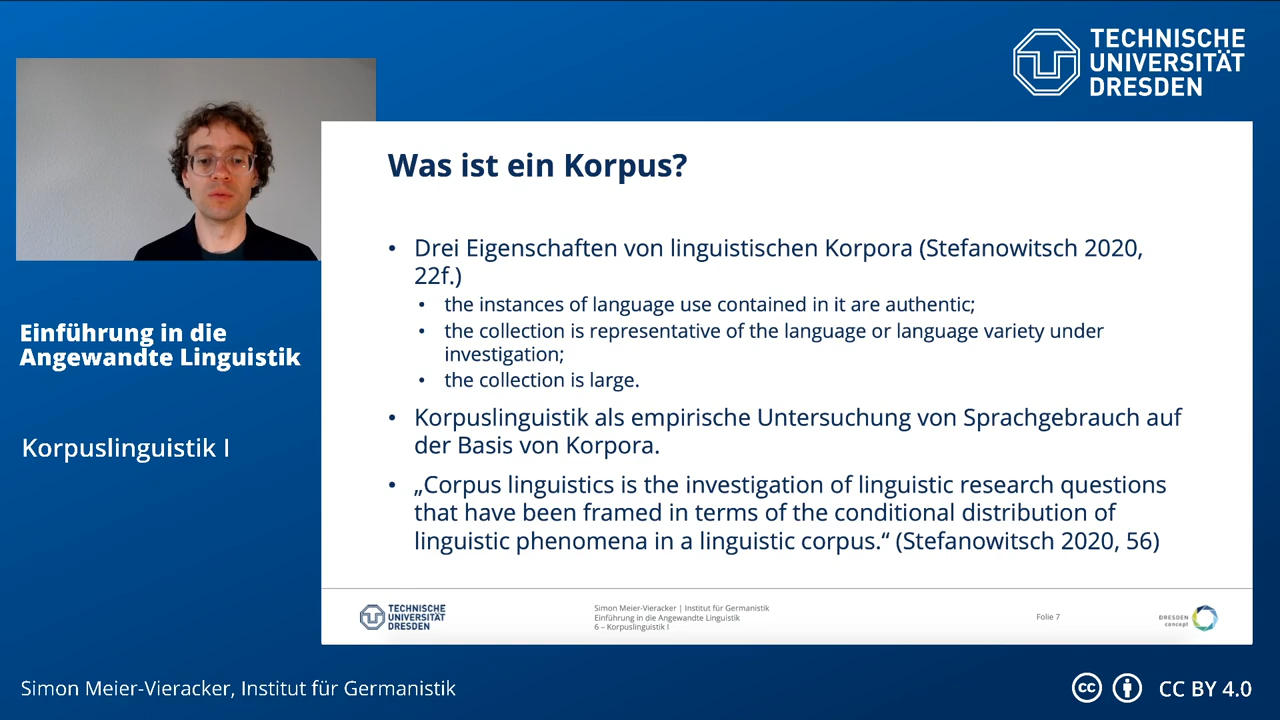 TECHNISCHE
UNIVERSITÄT
DRESDEN
Einführung in die
Angewandte Linguistik
Korpuslinguistik I
Was ist ein Korpus?
• Drei Eigenschaften von linguistischen Korpora (Stefanowitsch 2020,
22f.)
• the instances of language use contained in it are authentic;
• the collection is representative of the language or language variety under
investigation;
• the collection is large.
• Korpuslinguistik als empirische Untersuchung von Sprachgebrauch auf
der Basis von Korpora.
• „Corpus linguistics is the investigation of linguistic research questions
that have been framed in terms of the conditional distribution of
linguistic phenomena in a linguistic corpus.“ (Stefanowitsch 2020, 56)
TECHNISCHE
UNIVERSITÄT
DRESDEN
Simon Meier-Vieracker | Institut für Germanistik
Einführung in die Angewandte Linguistik
6 – Korpuslinguistik I
Folie 7
DRESDEN
concept
Simon Meier-Vieracker, Institut für Germanistik
cc
CC BY 4.0